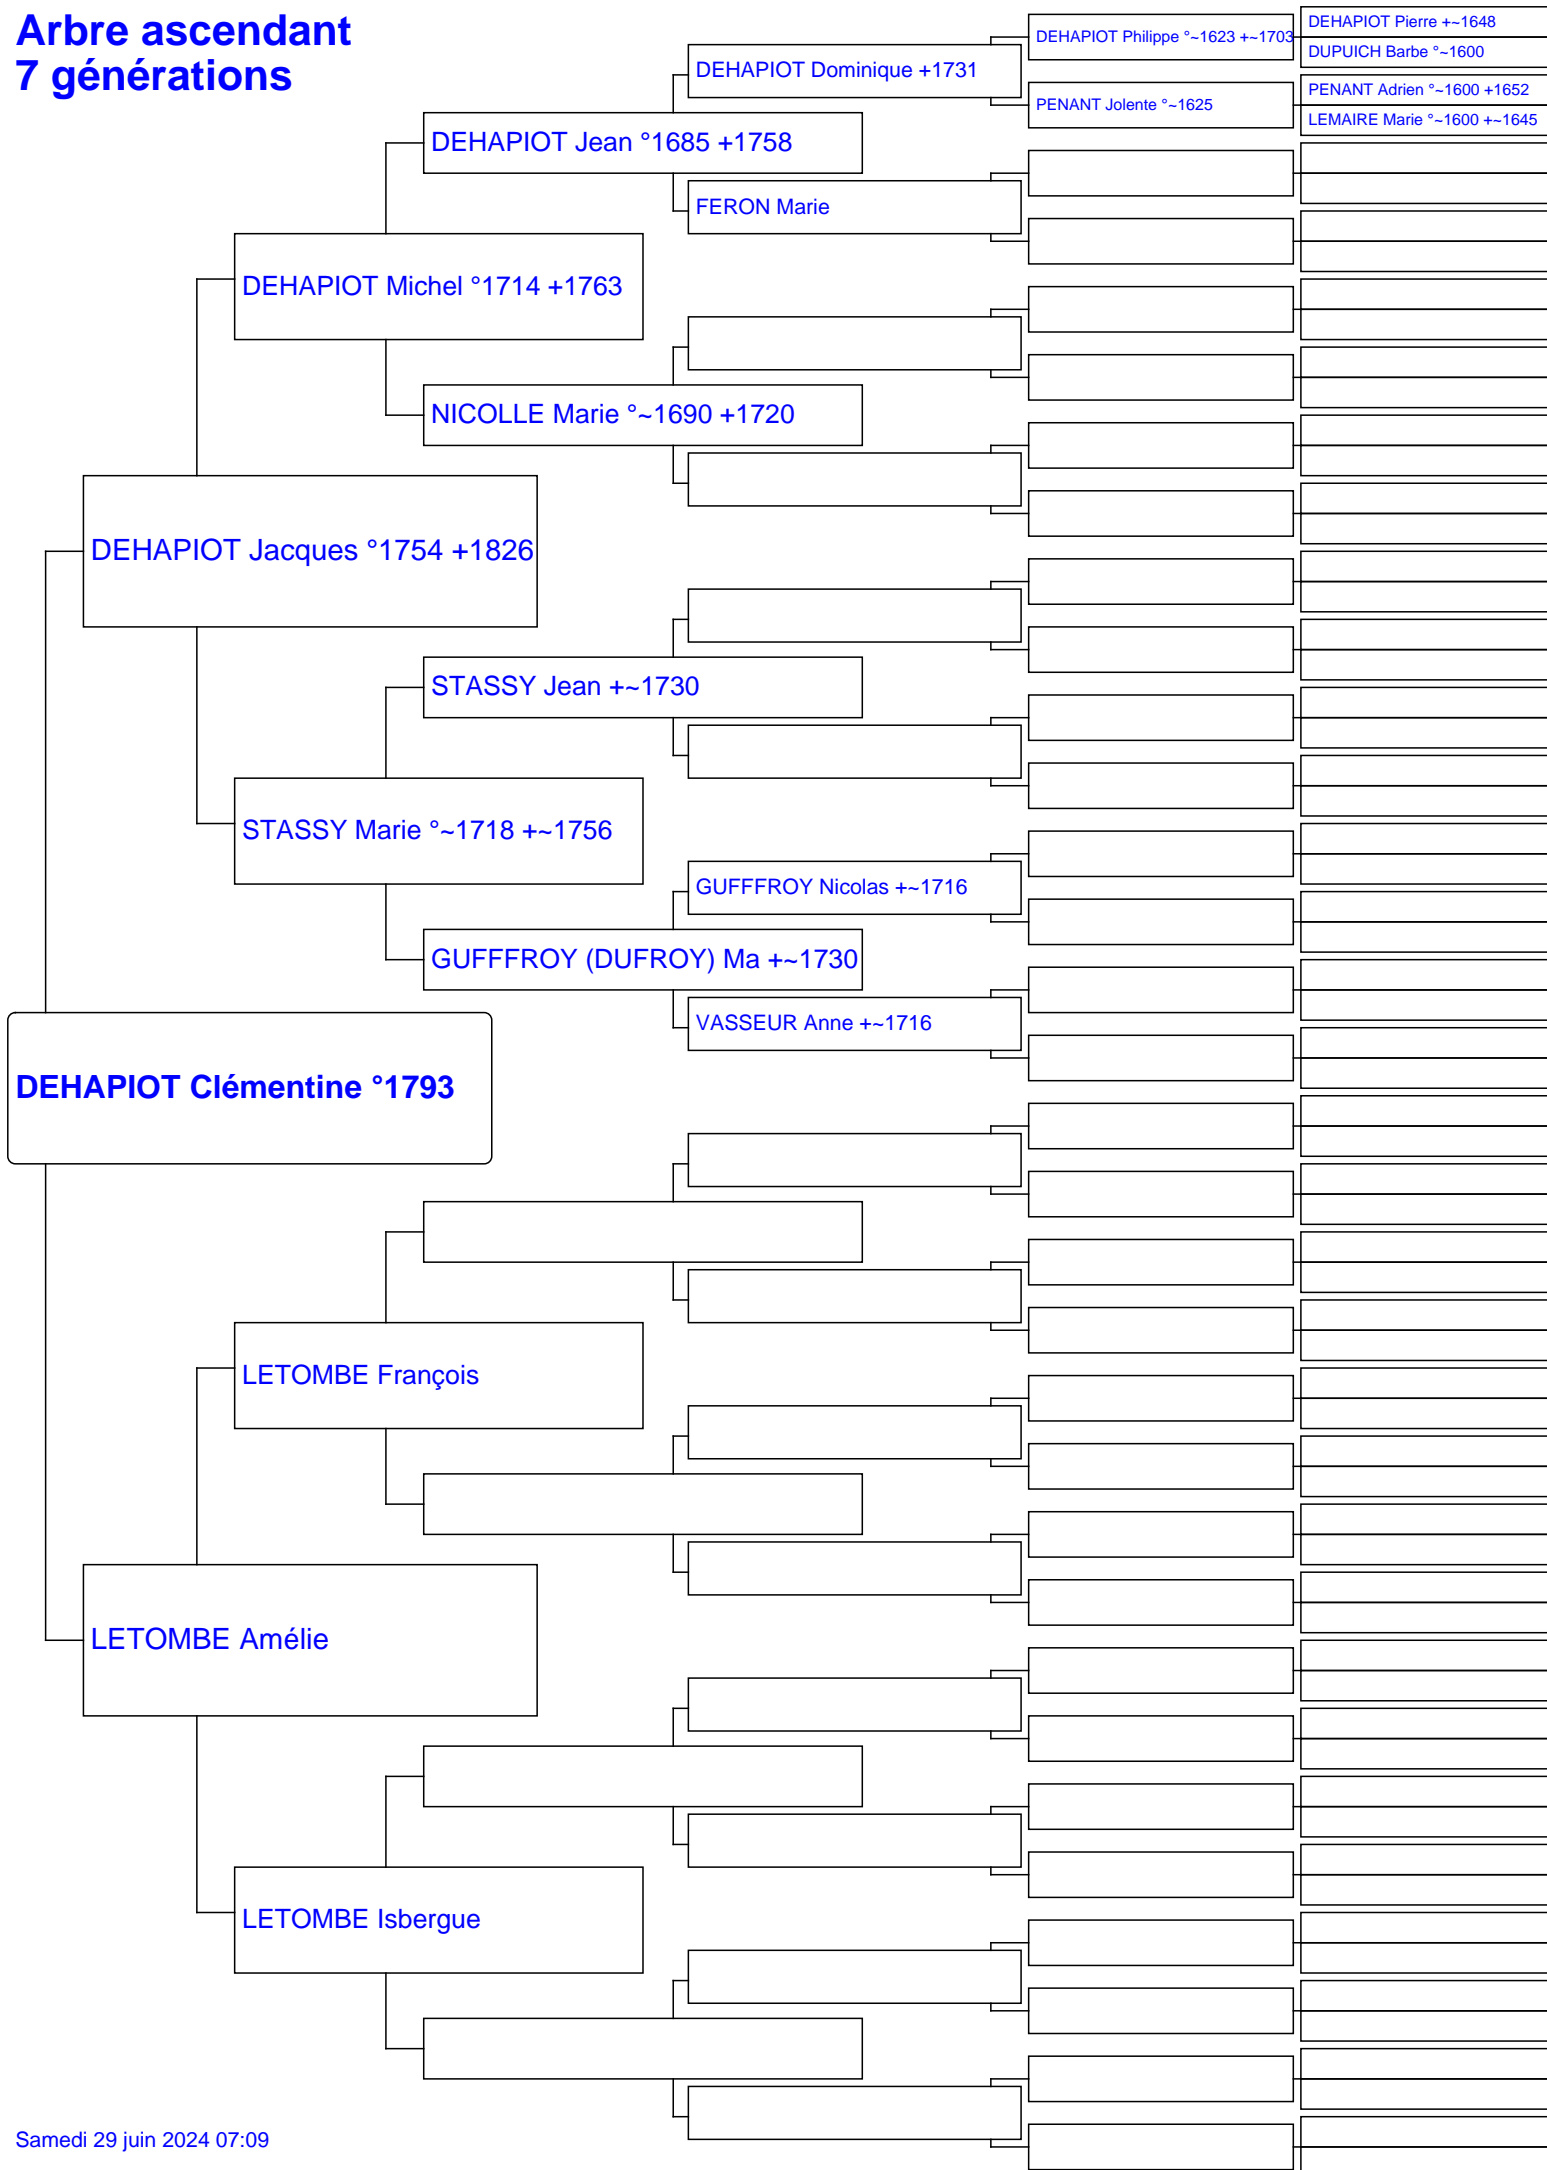 Arbre ascendant
7 générations
DEHAPIOT Pierre +~1648
DEHAPIOT Philippe °~1623 +~1703
DUPUICH Barbe °~1600
DEHAPIOT Dominique +1731
PENANT Adrien °~1600 +1652
PENANT Jolente °~1625
LEMAIRE Marie °~1600 +~1645
DEHAPIOT Jean °1685 +1758
FERON Marie
DEHAPIOT Michel °1714 +1763
NICOLLE Marie °~1690 +1720
DEHAPIOT Jacques °1754 +1826
STASSY Jean +~1730
STASSY Marie °~1718 +~1756
GUFFFROY Nicolas +~1716
GUFFFROY (DUFROY) Ma +~1730
VASSEUR Anne +~1716
DEHAPIOT Clémentine °1793
LETOMBE François
LETOMBE Amélie
LETOMBE Isbergue
Samedi 29 juin 2024 07:09